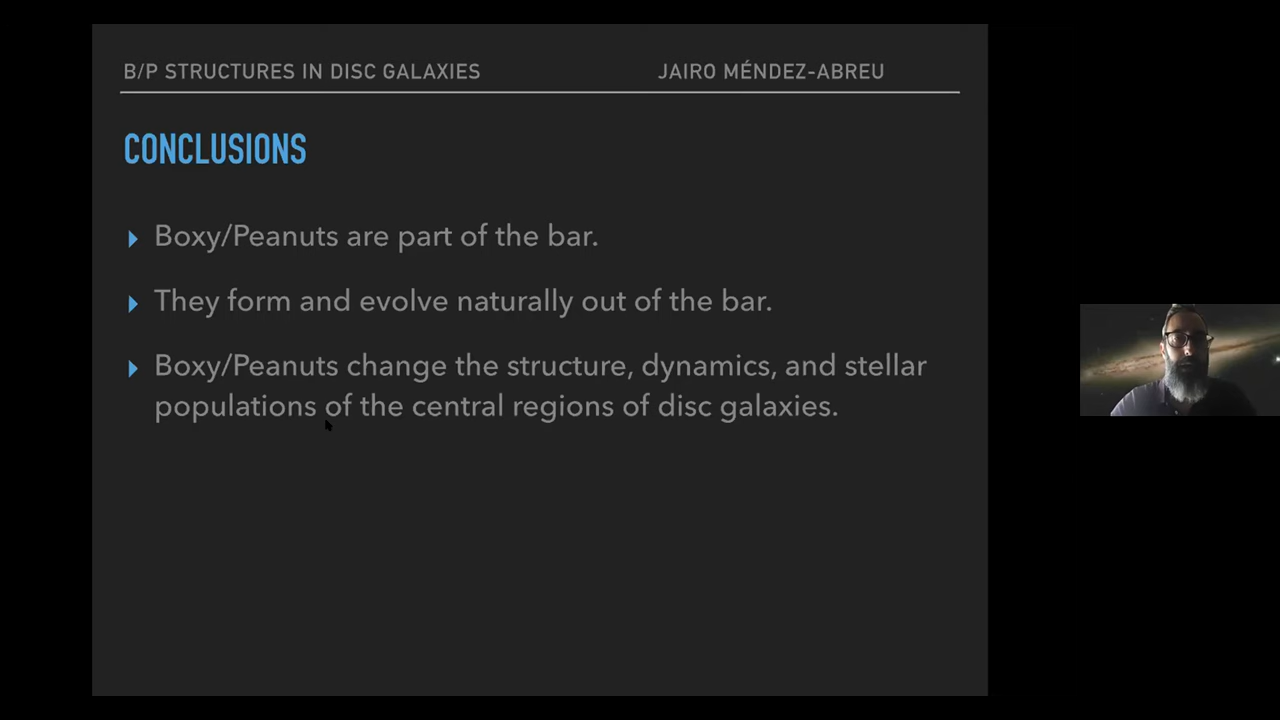 B/P STRUCTURES IN DISC GALAXIES
JAIRO MÉNDEZ-ABREU
CONCLUSIONS
Boxy/Peanuts are part of the bar.
They form and evolve naturally out of the bar.
Boxy/Peanuts change the structure, dynamics, and stellar
populations of the central regions of disc galaxies.